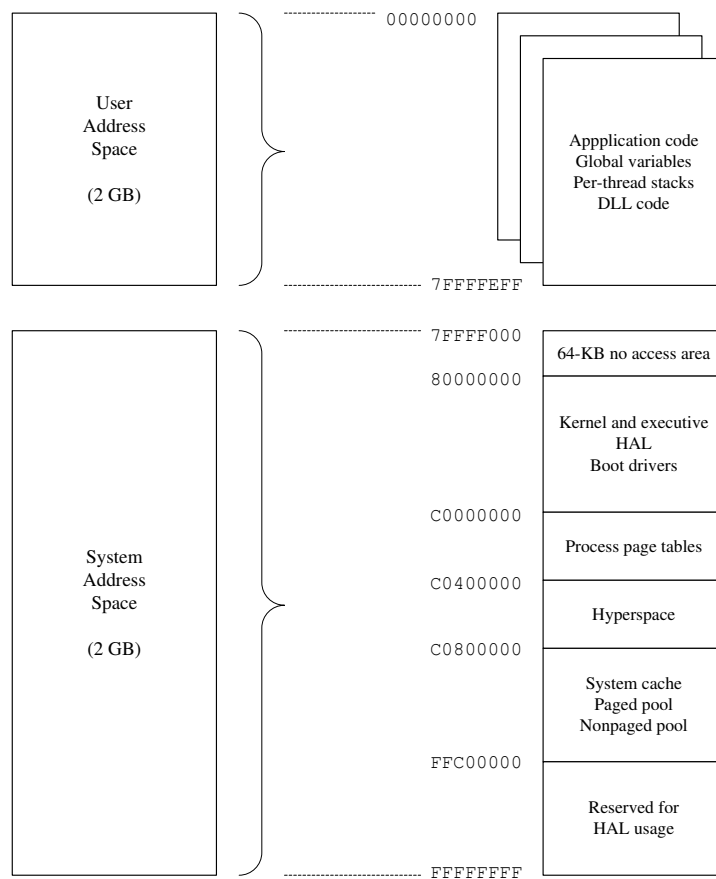 User
Address
Space
(2 GB)
00000000
Appplication code
Global variables
Per-thread stacks
DLL code
7FFFFEFF
System
Address
Space
(2 GB)
7FFFF000
64-KB no access area
80000000
Kernel and executive
HAL
Boot drivers
C0000000
Process page tables
C0400000
Hyperspace
C0800000
System cache
Paged pool
Nonpaged pool
FFC00000
Reserved for
HAL usage
FFFFFFFF